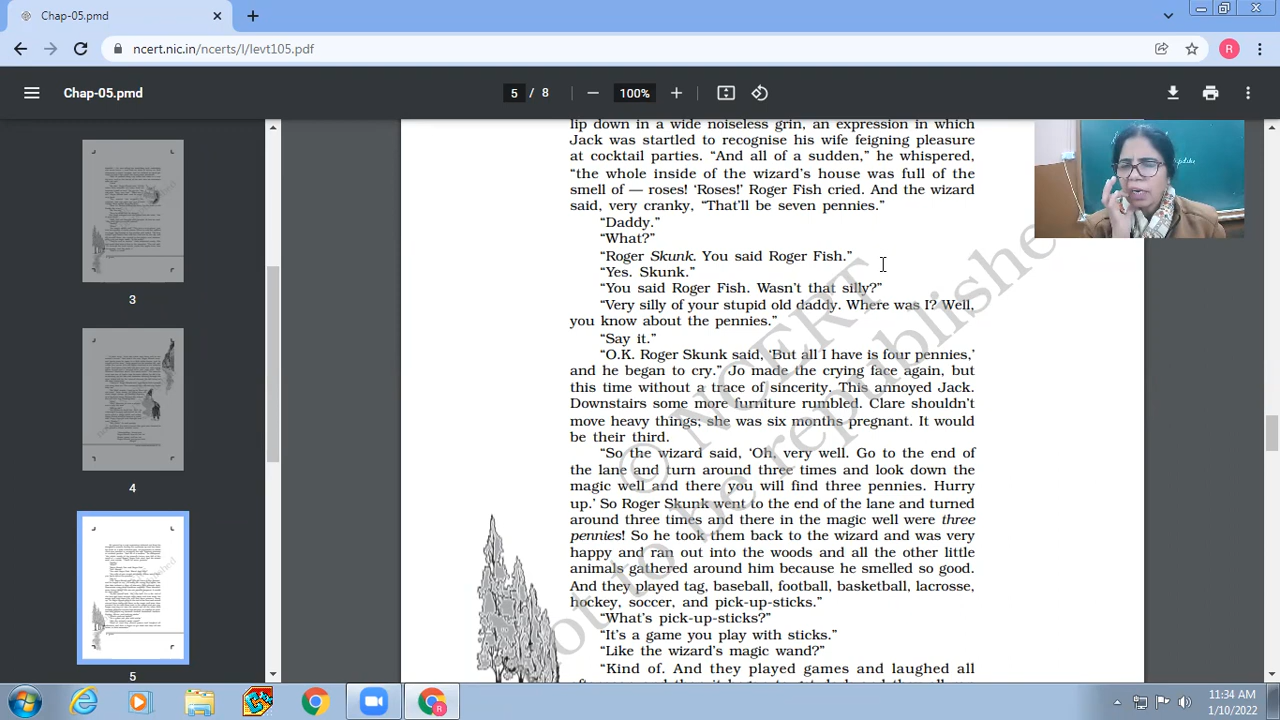 Chap-05.pmd
ncert.nic.in/ncerts/l/levt105.pdf
R
Chap-05.pmd
5 / 8
100%
lip down in a wide noiseless grin, an expression in which
Jack was startled to recognise his wife feigning pleasure
at cocktail parties. “And all of a sudden,” he whispered,
“the whole inside of the wizard’s house was full of the
smell of — roses! ‘Roses!’ Roger Fish cried. And the wizard
said, very cranky, “That’ll be seven pennies.”
“Daddy.”
“What?”
“Roger Skunk. You said Roger Fish.”
“Yes. Skunk.”
“You said Roger Fish. Wasn’t that silly?”
“Very silly of your stupid old daddy. Where was I? Well,
you know about the pennies.”
“Say it.”
“O.K. Roger Skunk said, ‘But all I have is four pennies,’
and he began to cry.” Jo made the crying face again, but
this time without a trace of sincerity. This annoyed Jack.
Downstairs some more furniture rumbled. Clare shouldn’t
move heavy things; she was six months pregnant. It would
be their third.
“So the wizard said, ‘Oh, very well. Go to the end of
the lane and turn around three times and look down the
magic well and there you will find three pennies. Hurry
up.’ So Roger Skunk went to the end of the lane and turned
around three times and there in the magic well were three
pennies! So he took them back to the wizard and was very
happy and ran out into the woods and all the other little
animals gathered around him because he smelled so good.
And they played tag, baseball, football, basketball, lacrosse,
hockey, soccer, and pick-up-sticks.”
“What’s pick-up-sticks?”
“It’s a game you play with sticks.”
“Like the wizard’s magic wand?”
“Kind of. And they played games and laughed all
© NCERT
not to be republished
3
4
5
11:34 AM
1/10/2022